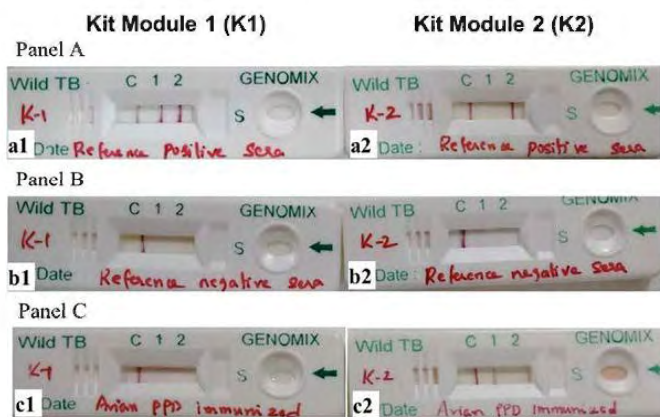 Kit Module 1 (K1) Kit Module 2 (K2)
Panel A
Wild TB C 1 2 GENOMIX
K-1 S
a1 Date Reference Positive Sera
Wild TB C 1 2 GENOMIX
K-2 S
a2 Date: Reference positive sera
Panel B
Wild TB C 1 2 GENOMIX
K-1 S
b1 Date Reference negative sera
Wild TB C 1 2 GENOMIX
K-2 S
b2 Date: Reference negative sera
Panel C
Wild TB C 1 2 GENOMIX
K-1 S
c1 Avian PPD immunized
Wild TB C 1 2 GENOMIX
K-2 S
c2 Avian PPD immunized